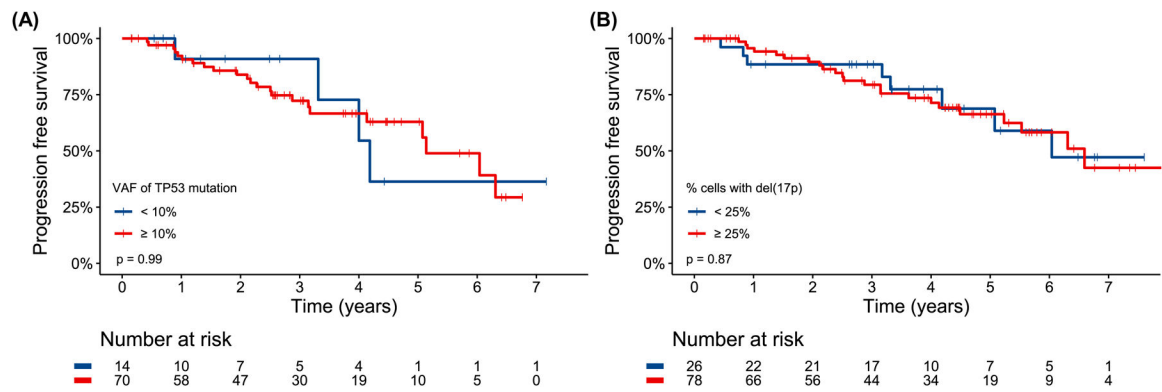 (A)
Progression free survival
100%
75%
50%
25%
0%
VAF of TP53 mutation
< 10%
≥ 10%
p = 0.99
0 1 2 3 4 5 6 7
Time (years)
Number at risk
14 10 7 5 4 1 1 1
70 58 47 30 19 10 5 0
(B)
Progression free survival
100%
75%
50%
25%
0%
% cells with del(17p)
< 25%
≥ 25%
p = 0.87
0 1 2 3 4 5 6 7
Time (years)
Number at risk
26 22 21 17 10 7 5 1
78 66 56 44 34 19 11 4